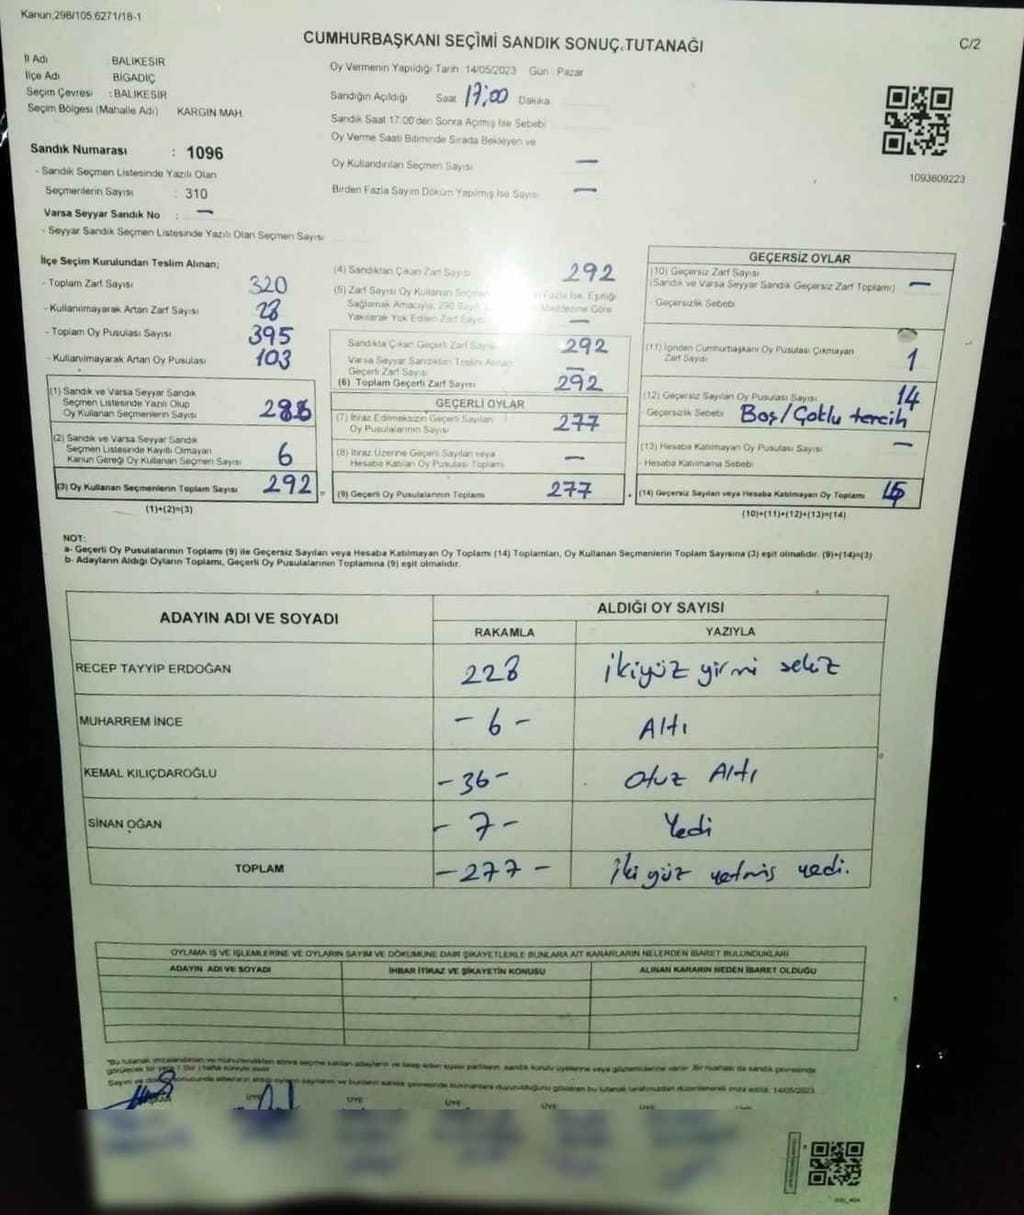 Kanun:298/105,6271/18-1
CUMHURBAŞKANI SEÇİMİ SANDIK SONUÇ TUTANAĞI
C/2
İl Adı BALIKESİR
İlçe Adı BİGADİÇ
Seçim Çevresi : BALIKESİR
Seçim Bölgesi (Mahalle Adı) KARGIN MAH.
Sandık Numarası : 1096
- Sandık Seçmen Listesinde Yazılı Olan
Seçmenlerin Sayısı : 310
Varsa Seyyar Sandık No : —
- Seyyar Sandık Seçmen Listesinde Yazılı Olan Seçmen Sayısı
Oy Vermenin Yapıldığı Tarih :14/05/2023 Gün : Pazar
Sandığın Açıldığı Saat 17:00 Dakika
Sandık Saat 17:00'den Sonra Açılmış İse Sebebi
Oy Verme Saati Bitiminde Sırada Bekleyen ve
Oy Kullandırılan Seçmen Sayısı —
Birden Fazla Sayım Döküm Yapılmış İse Sayısı —
1093609223
İlçe Seçim Kurulundan Teslim Alınan;
- Toplam Zarf Sayısı 320
- Kullanılmayarak Artan Zarf Sayısı 28
- Toplam Oy Pusulası Sayısı 395
- Kullanılmayarak Artan Oy Pusulası 103
(1) Sandık ve Varsa Seyyar Sandık
Seçmen Listesinde Yazılı Olup
Oy Kullanan Seçmenlerin Sayısı 286
(2) Sandık ve Varsa Seyyar Sandık
Seçmen Listesinde Kayıtlı Olmayan
Kanun Gereği Oy Kullanan Seçmen Sayısı 6
(3) Oy Kullanan Seçmenlerin Toplam Sayısı 292
(1)+(2)=(3)
(4) Sandıktan Çıkan Zarf Sayısı 292
(5) Zarf Sayısı Oy Kullanan Seçmen Fazla İse, Eşitliği
Sağlamak Amacıyla, 298 Sayılı Maddesine Göre
Yakılarak Yok Edilen Zarf Sayısı —
Sandıkta Çıkan Geçerli Zarf Sayısı 292
Varsa Seyyar Sandıktan Teslim Alınan
Geçerli Zarf Sayısı —
(6) Toplam Geçerli Zarf Sayısı 292
GEÇERLİ OYLAR
(7) İtiraz Edilmeksizin Geçerli Sayılan
Oy Pusulalarının Sayısı 277
(8) İtiraz Üzerine Geçerli Sayılan veya
Hesaba Katılan Oy Pusulası Toplamı —
(9) Geçerli Oy Pusulalarının Toplamı 277
GEÇERSİZ OYLAR
(10) Geçersiz Zarf Sayısı
(Sandık ve Varsa Seyyar Sandık Geçersiz Zarf Toplamı) —
Geçersizlik Sebebi
(11) İçinden Cumhurbaşkanı Oy Pusulası Çıkmayan
Zarf Sayısı 1
(12) Geçersiz Sayılan Oy Pusulası Sayısı 14
- Geçersizlik Sebebi Boş/Çoklu tercih
(13) Hesaba Katılmayan Oy Pusulası Sayısı —
- Hesaba Katılmama Sebebi
(14) Geçersiz Sayılan veya Hesaba Katılmayan Oy Toplamı 15
(10)+(11)+(12)+(13)=(14)
NOT:
a- Geçerli Oy Pusulalarının Toplamı (9) ile Geçersiz Sayılan veya Hesaba Katılmayan Oy Toplamı (14) Toplamları, Oy Kullanan Seçmenlerin Toplam Sayısına (3) eşit olmalıdır. (9)+(14)=(3)
b- Adayların Aldığı Oyların Toplamı, Geçerli Oy Pusulalarının Toplamına (9) eşit olmalıdır.
ADAYIN ADI VE SOYADI
ALDIĞI OY SAYISI
RAKAMLA YAZIYLA
RECEP TAYYİP ERDOĞAN 228 ikiyüz yirmi sekiz
MUHARREM İNCE - 6 - Altı
KEMAL KILIÇDAROĞLU - 36 - otuz Altı
SİNAN OĞAN - 7 - Yedi
TOPLAM - 277 - iki yüz yetmiş yedi.
OYLAMA İŞ VE İŞLEMLERİNE VE OYLARIN SAYIM VE DÖKÜMÜNE DAİR ŞİKAYETLERLE BUNLARA AİT KARARLARIN NELERDEN İBARET BULUNDUKLARI
ADAYIN ADI VE SOYADI İHBAR İTİRAZ VE ŞİKAYETİN KONUSU ALINAN KARARIN NEDEN İBARET OLDUĞU
ÜYE ÜYE ÜYE ÜYE ÜYE